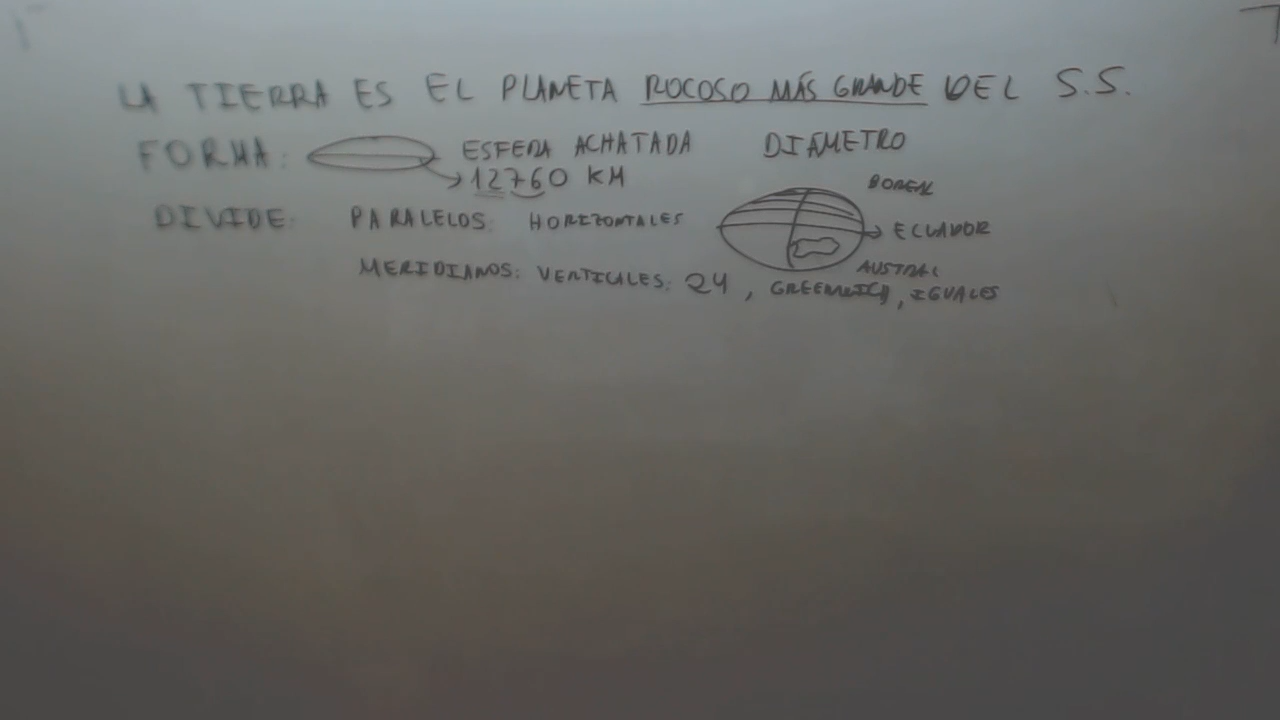 LA TIERRA ES EL PLANETA ROCOSO MÁS GRANDE DEL S.S.
FORMA: ESFERA ACHATADA DIÁMETRO
12760 KM
BOREAL
DIVIDE: PARALELOS: HORIZONTALES ECUADOR
AUSTRAL
MERIDIANOS: VERTICALES: 24, GREENWICH, IGUALES